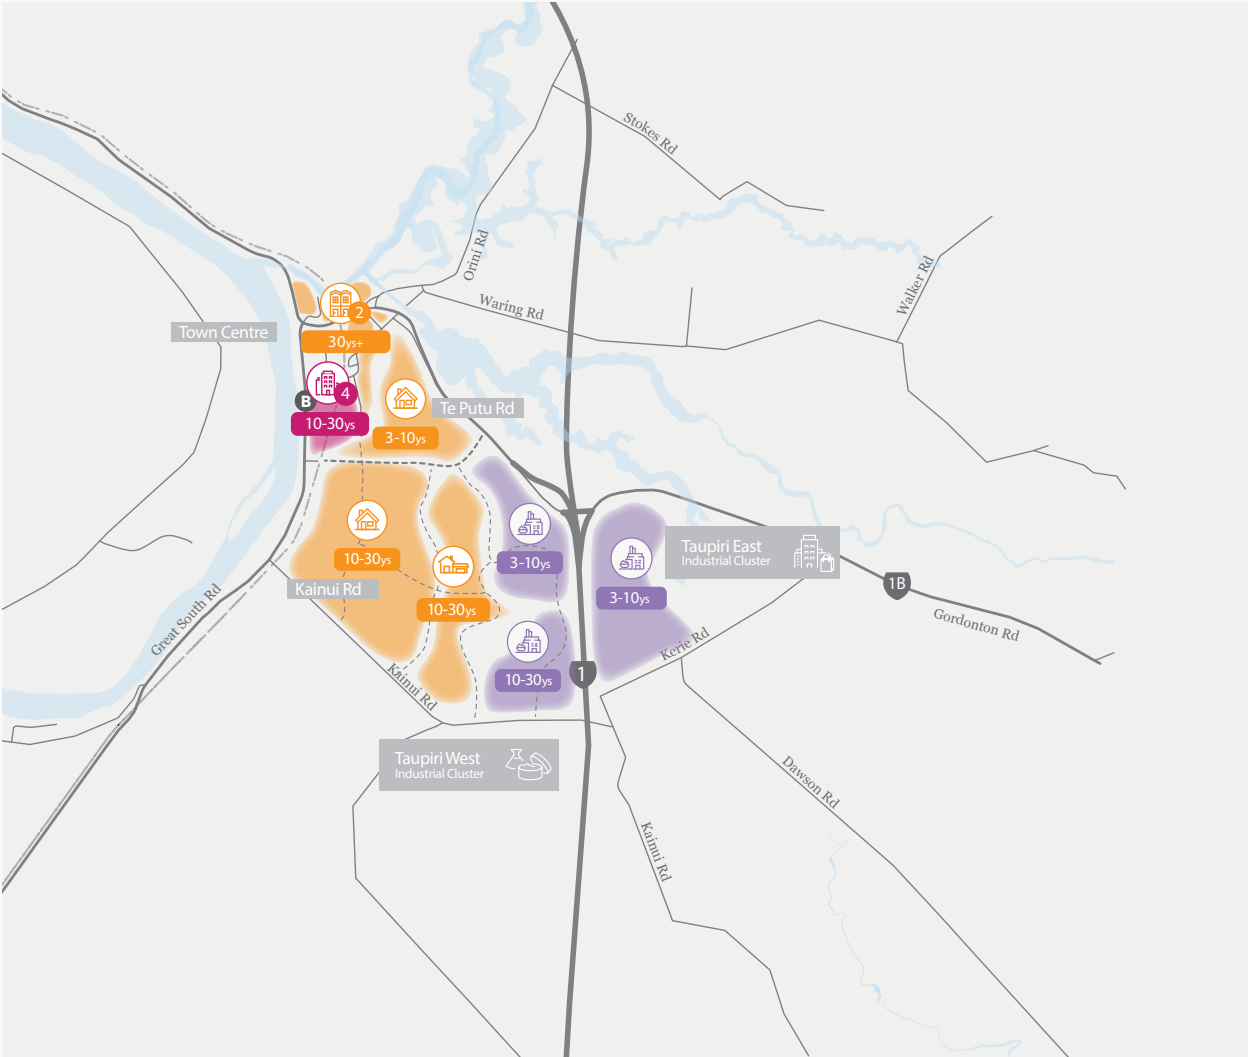 Stokes Rd
Orini Rd
Walker Rd
Waring Rd
2
Town Centre
30ys+
4
B
Te Putu Rd
10-30ys
3-10ys
10-30ys
3-10ys
Taupiri East
Industrial Cluster
Kainui Rd
10-30ys
3-10ys
1B
Great South Rd
Gordonton Rd
Kerie Rd
1
10-30ys
Kainui Rd
Taupiri West
Industrial Cluster
Dawson Rd
Kainui Rd